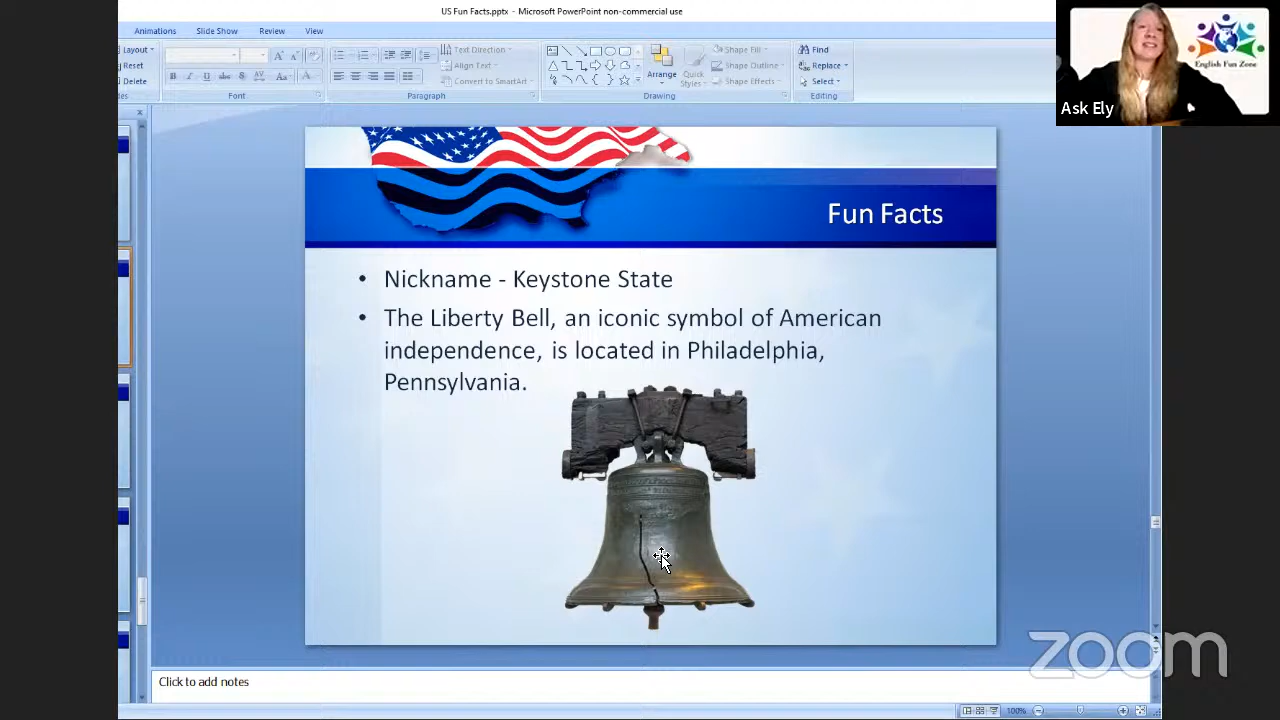 US Fun Facts.pptx - Microsoft PowerPoint non-commercial use
Animations Slide Show Review View
Layout Text Direction Shape Fill Find
Reset Align Text Arrange Quick Shape Outline Replace
Delete Convert to SmartArt Styles Shape Effects Select
Font Paragraph Drawing Editing
English Fun Zone
Ask Ely
Fun Facts
• Nickname - Keystone State
• The Liberty Bell, an iconic symbol of American
independence, is located in Philadelphia,
Pennsylvania.
zoom
Click to add notes
100%